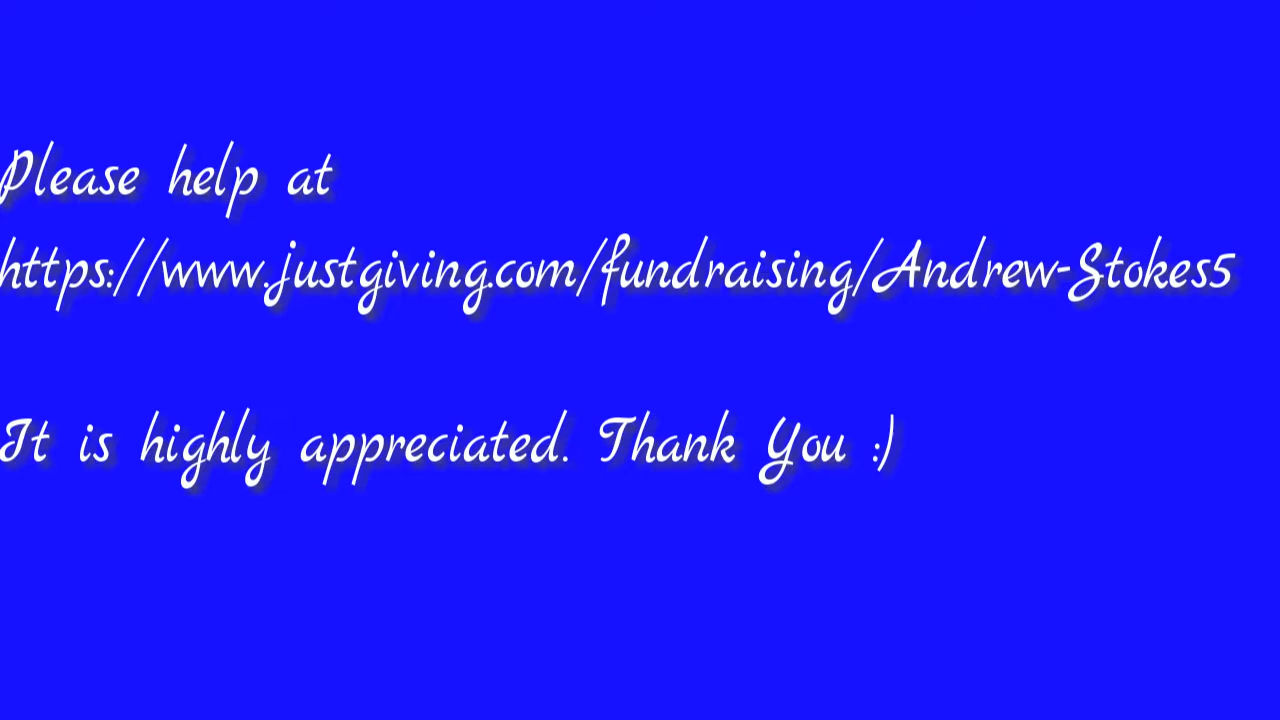 Please help at
https://www.justgiving.com/fundraising/Andrew-Stokes5
It is highly appreciated. Thank You :)